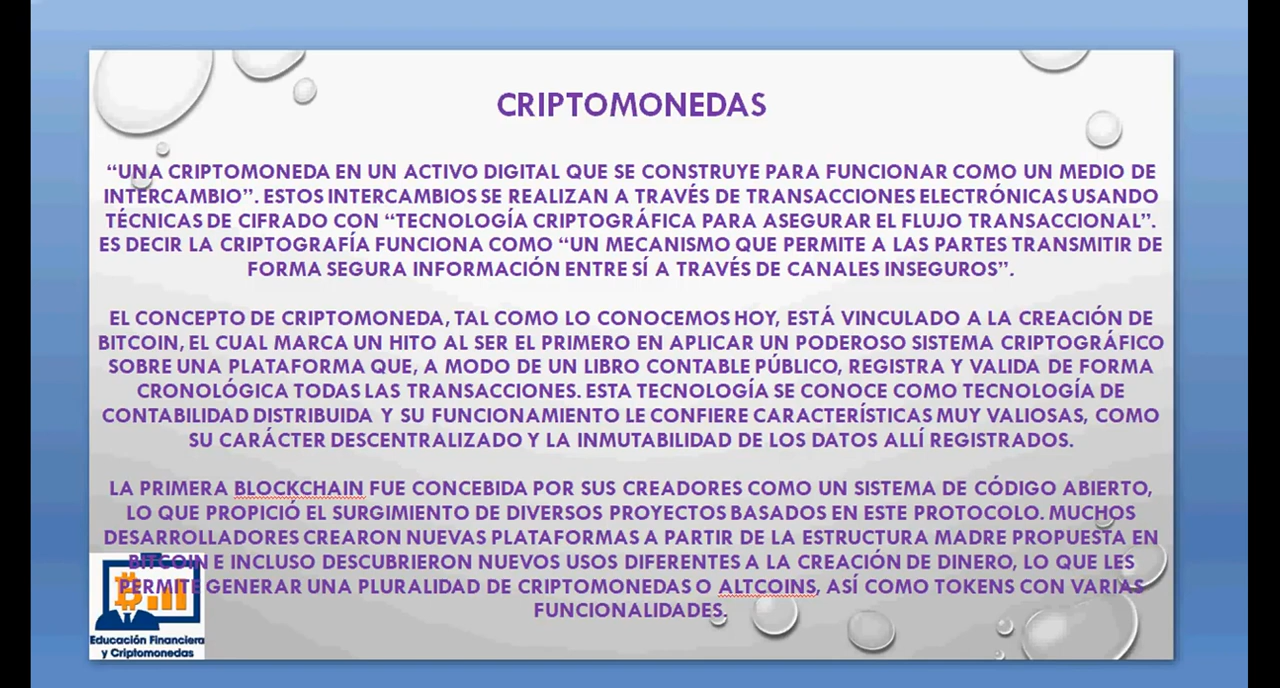 CRIPTOMONEDAS
“UNA CRIPTOMONEDA EN UN ACTIVO DIGITAL QUE SE CONSTRUYE PARA FUNCIONAR COMO UN MEDIO DE
INTERCAMBIO”. ESTOS INTERCAMBIOS SE REALIZAN A TRAVÉS DE TRANSACCIONES ELECTRÓNICAS USANDO
TÉCNICAS DE CIFRADO CON “TECNOLOGÍA CRIPTOGRÁFICA PARA ASEGURAR EL FLUJO TRANSACCIONAL”.
ES DECIR LA CRIPTOGRAFÍA FUNCIONA COMO “UN MECANISMO QUE PERMITE A LAS PARTES TRANSMITIR DE
FORMA SEGURA INFORMACIÓN ENTRE SÍ A TRAVÉS DE CANALES INSEGUROS”.
EL CONCEPTO DE CRIPTOMONEDA, TAL COMO LO CONOCEMOS HOY, ESTÁ VINCULADO A LA CREACIÓN DE
BITCOIN, EL CUAL MARCA UN HITO AL SER EL PRIMERO EN APLICAR UN PODEROSO SISTEMA CRIPTOGRÁFICO
SOBRE UNA PLATAFORMA QUE, A MODO DE UN LIBRO CONTABLE PÚBLICO, REGISTRA Y VALIDA DE FORMA
CRONOLÓGICA TODAS LAS TRANSACCIONES. ESTA TECNOLOGÍA SE CONOCE COMO TECNOLOGÍA DE
CONTABILIDAD DISTRIBUIDA Y SU FUNCIONAMIENTO LE CONFIERE CARACTERÍSTICAS MUY VALIOSAS, COMO
SU CARÁCTER DESCENTRALIZADO Y LA INMUTABILIDAD DE LOS DATOS ALLÍ REGISTRADOS.
LA PRIMERA BLOCKCHAIN FUE CONCEBIDA POR SUS CREADORES COMO UN SISTEMA DE CÓDIGO ABIERTO,
LO QUE PROPICIÓ EL SURGIMIENTO DE DIVERSOS PROYECTOS BASADOS EN ESTE PROTOCOLO. MUCHOS
DESARROLLADORES CREARON NUEVAS PLATAFORMAS A PARTIR DE LA ESTRUCTURA MADRE PROPUESTA EN
BITCOIN E INCLUSO DESCUBRIERON NUEVOS USOS DIFERENTES A LA CREACIÓN DE DINERO, LO QUE LES
PERMITE GENERAR UNA PLURALIDAD DE CRIPTOMONEDAS O ALTCOINS, ASÍ COMO TOKENS CON VARIAS
FUNCIONALIDADES.
Educación Financiera
y Criptomonedas